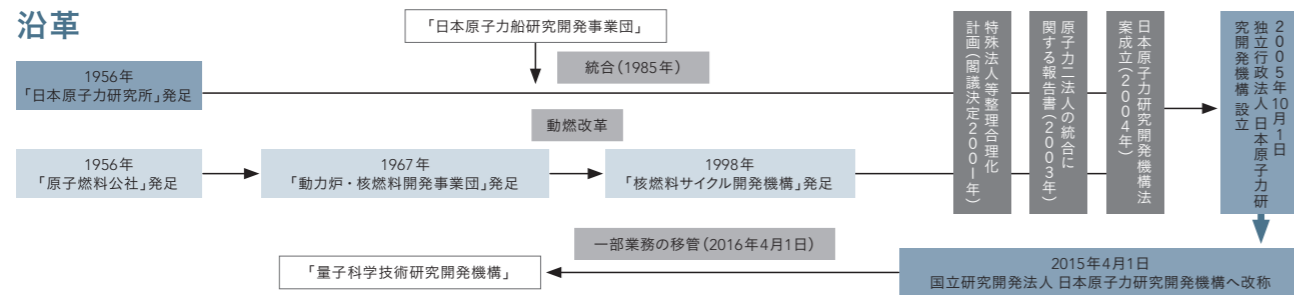 沿革
「日本原子力船研究開発事業団」
統合（1985年）
1956年
「日本原子力研究所」発足
動燃改革
1956年
「原子燃料公社」発足
1967年
「動力炉・核燃料開発事業団」発足
1998年
「核燃料サイクル開発機構」発足
特殊法人等整理合理化
計画（閣議決定2001年）
原子力二法人の統合に
関する報告書（2003年）
日本原子力研究開発機構法
案成立（2004年）
2005年10月1日
独立行政法人 日本原子力研
究開発機構 設立
一部業務の移管（2016年4月1日）
「量子科学技術研究開発機構」
2015年4月1日
国立研究開発法人 日本原子力研究開発機構へ改称